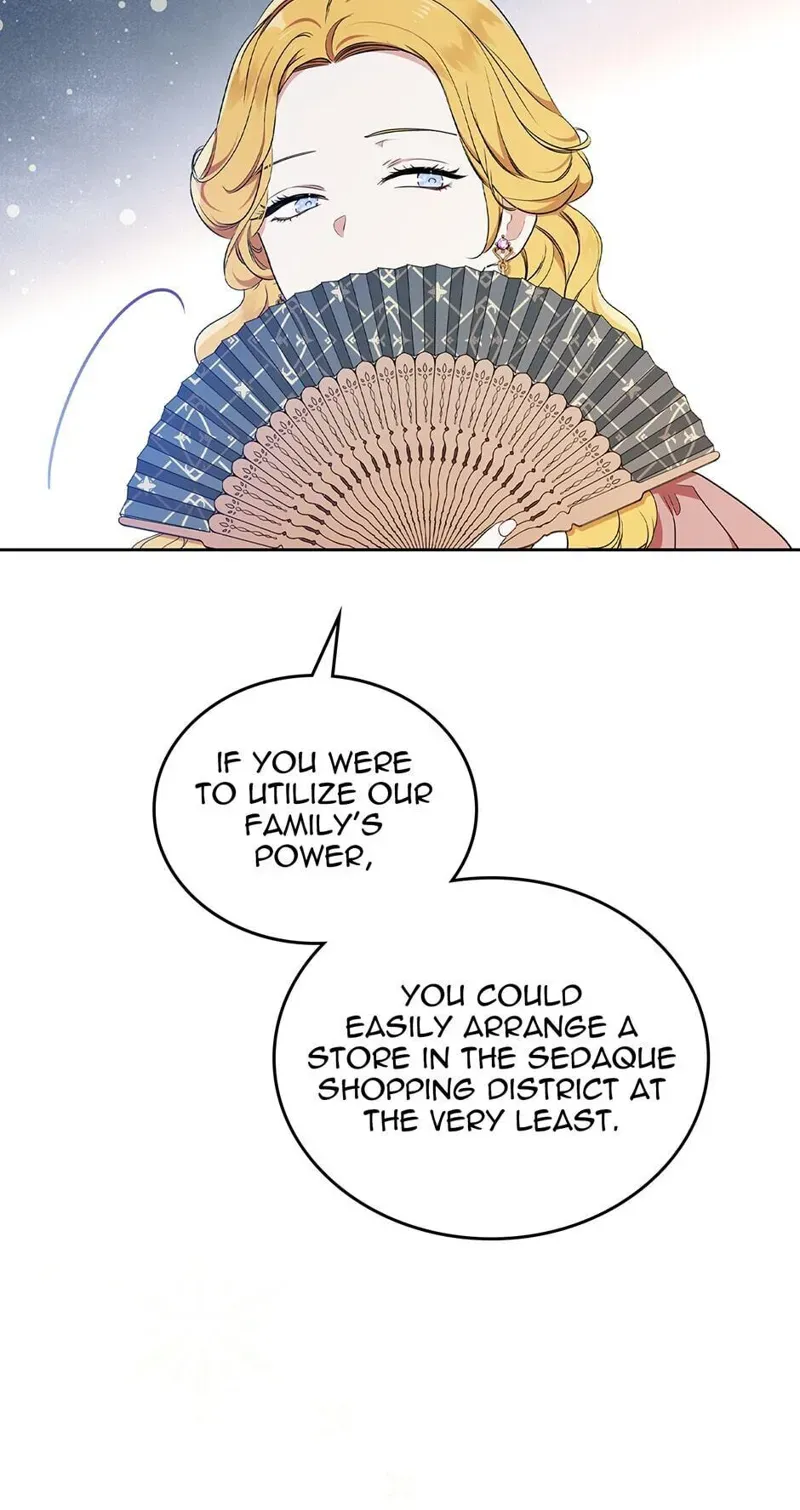 IF YOU WERE
TO UTILIZE OUR
FAMILY'S
POWER,
YOU COULD
EASILY ARRANGE A
STORE IN THE SEDAQUE
SHOPPING DISTRICT AT
THE VERY LEAST.